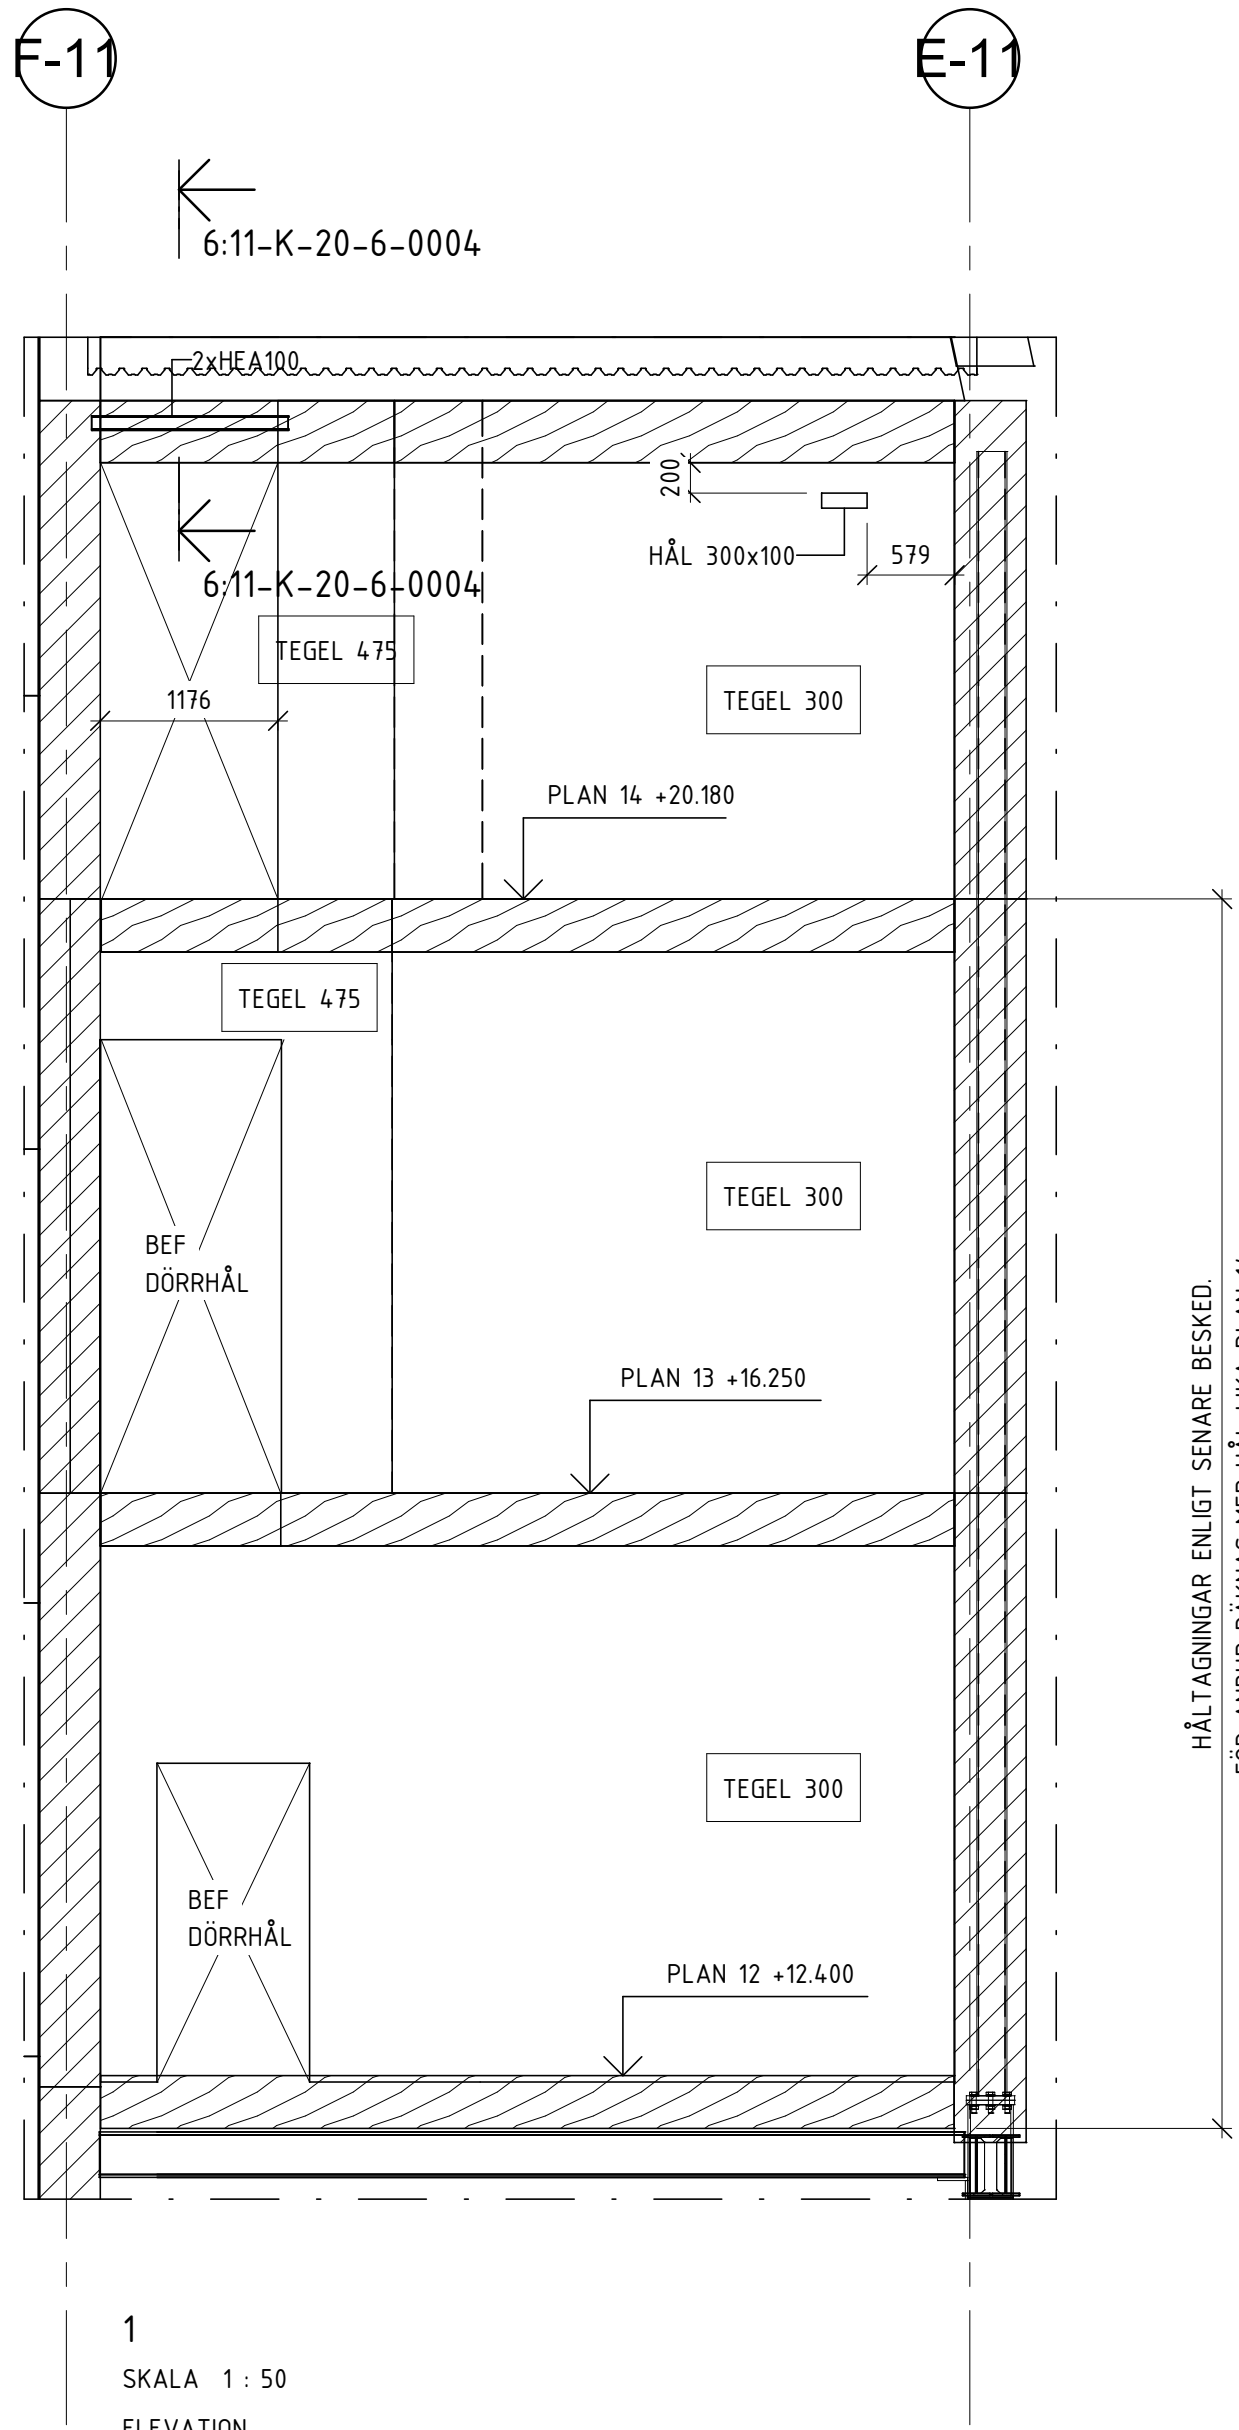 F-11
E-11
6:11-K-20-6-0004
2xHEA100
200
HÅL 300x100
579
6:11-K-20-6-0004
TEGEL 475
1176
TEGEL 300
PLAN 14 +20.180
TEGEL 475
TEGEL 300
BEF
DÖRRHÅL
PLAN 13 +16.250
HÅLTAGNINGAR ENLIGT SENARE BESKED.
TEGEL 300
BEF
DÖRRHÅL
PLAN 12 +12.400
1
SKALA 1 : 50
ELEVATION